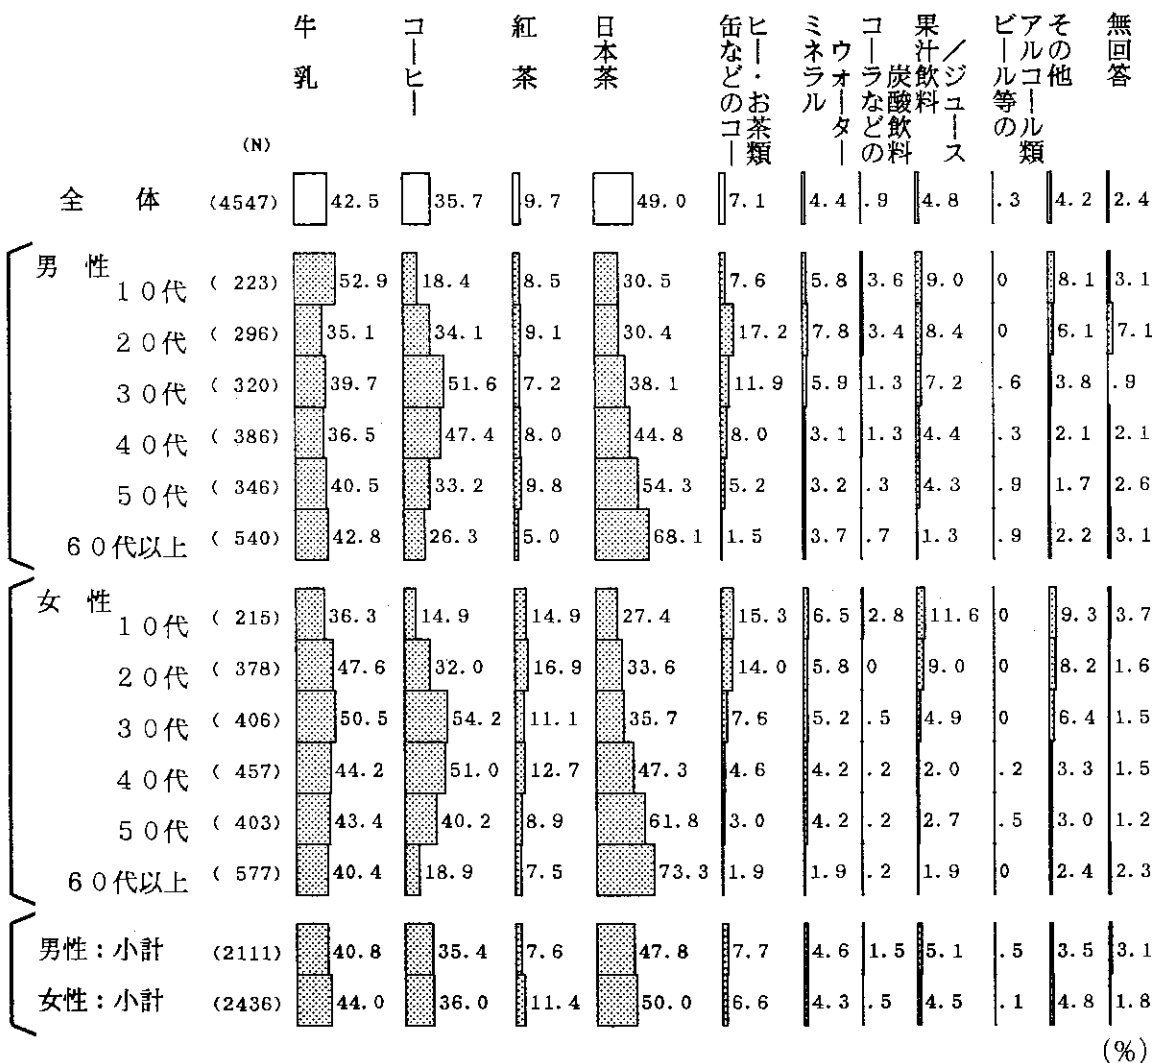 牛乳
コーヒー
紅茶
日本茶
缶などのコーヒー・お茶類
ミネラルウォーター
コーラなどの炭酸飲料
果汁飲料/ジュース
ビール等のアルコール類
その他
無回答
(N)
全体 (4547) 42.5 35.7 9.7 49.0 7.1 4.4 .9 4.8 .3 4.2 2.4
男性
10代 (223) 52.9 18.4 8.5 30.5 7.6 5.8 3.6 9.0 0 8.1 3.1
20代 (296) 35.1 34.1 9.1 30.4 17.2 7.8 3.4 8.4 0 6.1 7.1
30代 (320) 39.7 51.6 7.2 38.1 11.9 5.9 1.3 7.2 .6 3.8 .9
40代 (386) 36.5 47.4 8.0 44.8 8.0 3.1 1.3 4.4 .3 2.1 2.1
50代 (346) 40.5 33.2 9.8 54.3 5.2 3.2 .3 4.3 .9 1.7 2.6
60代以上 (540) 42.8 26.3 5.0 68.1 1.5 3.7 .7 1.3 .9 2.2 3.1
女性
10代 (215) 36.3 14.9 14.9 27.4 15.3 6.5 2.8 11.6 0 9.3 3.7
20代 (378) 47.6 32.0 16.9 33.6 14.0 5.8 0 9.0 0 8.2 1.6
30代 (406) 50.5 54.2 11.1 35.7 7.6 5.2 .5 4.9 0 6.4 1.5
40代 (457) 44.2 51.0 12.7 47.3 4.6 4.2 .2 2.0 .2 3.3 1.5
50代 (403) 43.4 40.2 8.9 61.8 3.0 4.2 .2 2.7 .5 3.0 1.2
60代以上 (577) 40.4 18.9 7.5 73.3 1.9 1.9 .2 1.9 0 2.4 2.3
男性:小計 (2111) 40.8 35.4 7.6 47.8 7.7 4.6 1.5 5.1 .5 3.5 3.1
女性:小計 (2436) 44.0 36.0 11.4 50.0 6.6 4.3 .5 4.5 .1 4.8 1.8
(%)